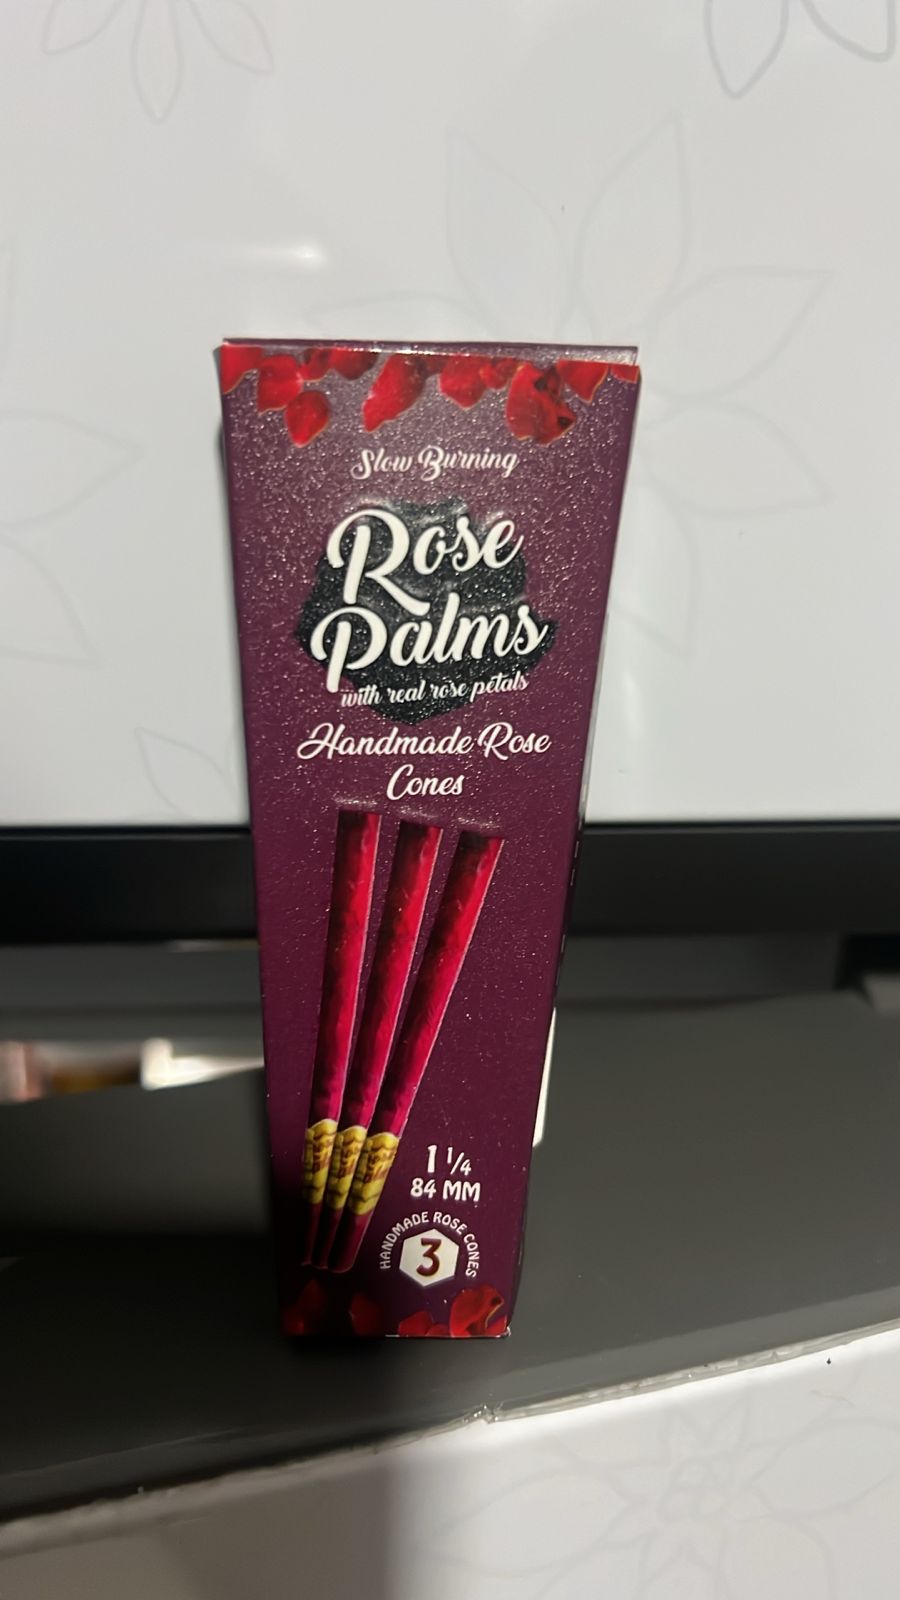 Slow Burning
Rose
Palms
with real rose petals
Handmade Rose
Cones
1 1/4
84 MM
HANDMADE ROSE CONES
3